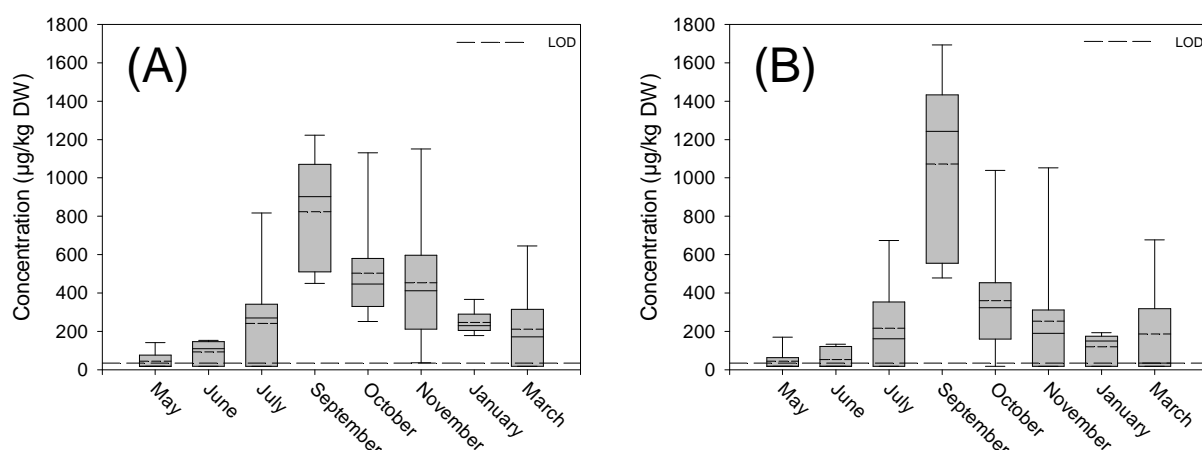 (A)
LOD
Concentration (µg/kg DW)
1800
1600
1400
1200
1000
800
600
400
200
0
May
June
July
September
October
November
January
March
(B)
LOD
Concentration (µg/kg DW)
1800
1600
1400
1200
1000
800
600
400
200
0
May
June
July
September
October
November
January
March